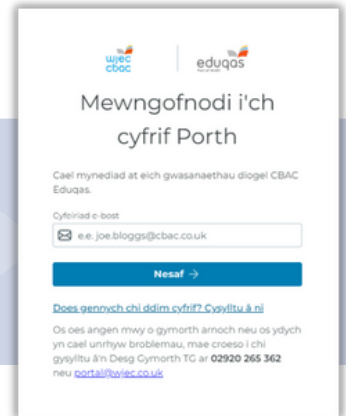 wjec
cbac
eduqas
Mewngofnodi i'ch
cyfrif Porth
Cael mynediad at eich gwasanaethau diogel CBAC
Eduqas.
Cyfeiriad e-bost
e.e. joe.bloggs@cbac.co.uk
Nesaf →
Does gennych chi ddim cyfrif? Cysylltu â ni
Os oes angen mwy o gymorth arnoch neu os ydych
yn cael unrhyw broblemau, mae croeso i chi
gysylltu â'n Desg Gymorth TG ar 02920 265 362
neu portal@wjec.co.uk